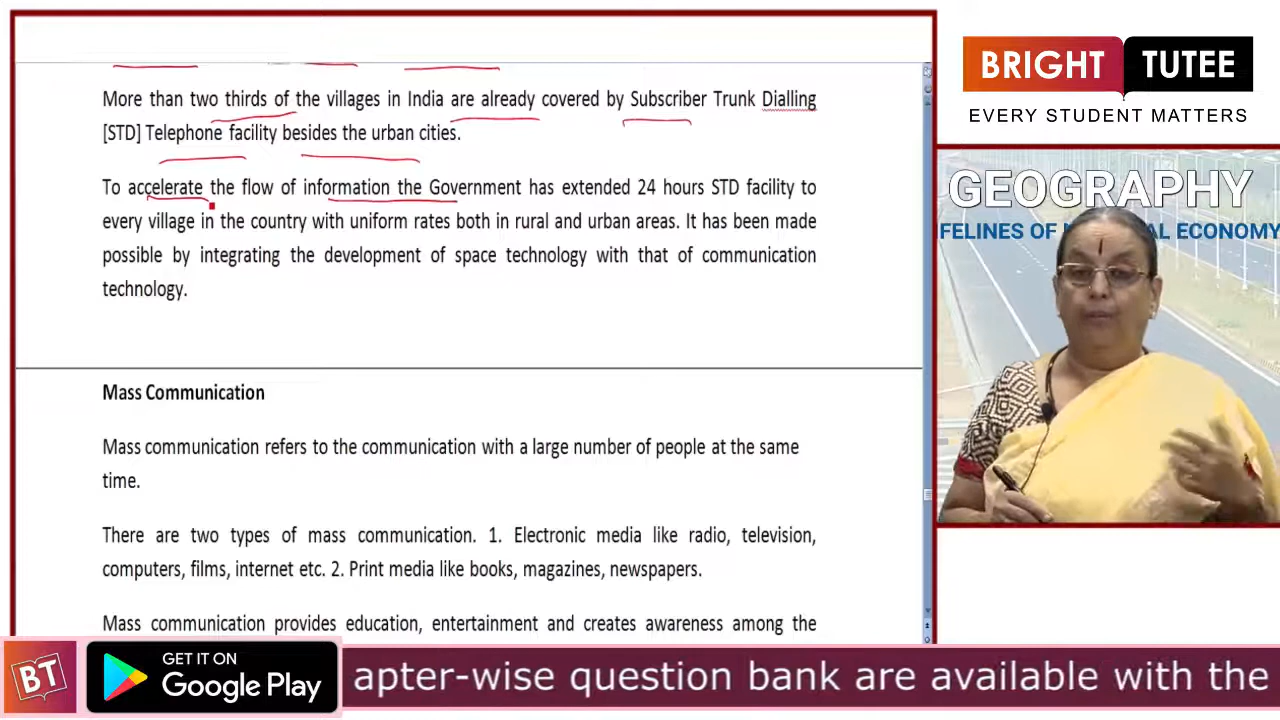 More than two thirds of the villages in India are already covered by Subscriber Trunk Dialling
[STD] Telephone facility besides the urban cities.
To accelerate the flow of information the Government has extended 24 hours STD facility to
every village in the country with uniform rates both in rural and urban areas. It has been made
possible by integrating the development of space technology with that of communication
technology.
Mass Communication
Mass communication refers to the communication with a large number of people at the same
time.
There are two types of mass communication. 1. Electronic media like radio, television,
computers, films, internet etc. 2. Print media like books, magazines, newspapers.
Mass communication provides education, entertainment and creates awareness among the
BRIGHT TUTEE
EVERY STUDENT MATTERS
GEOGRAPHY
FELINES OF ECONOMY
BT
GET IT ON
Google Play
apter-wise question bank are available with the